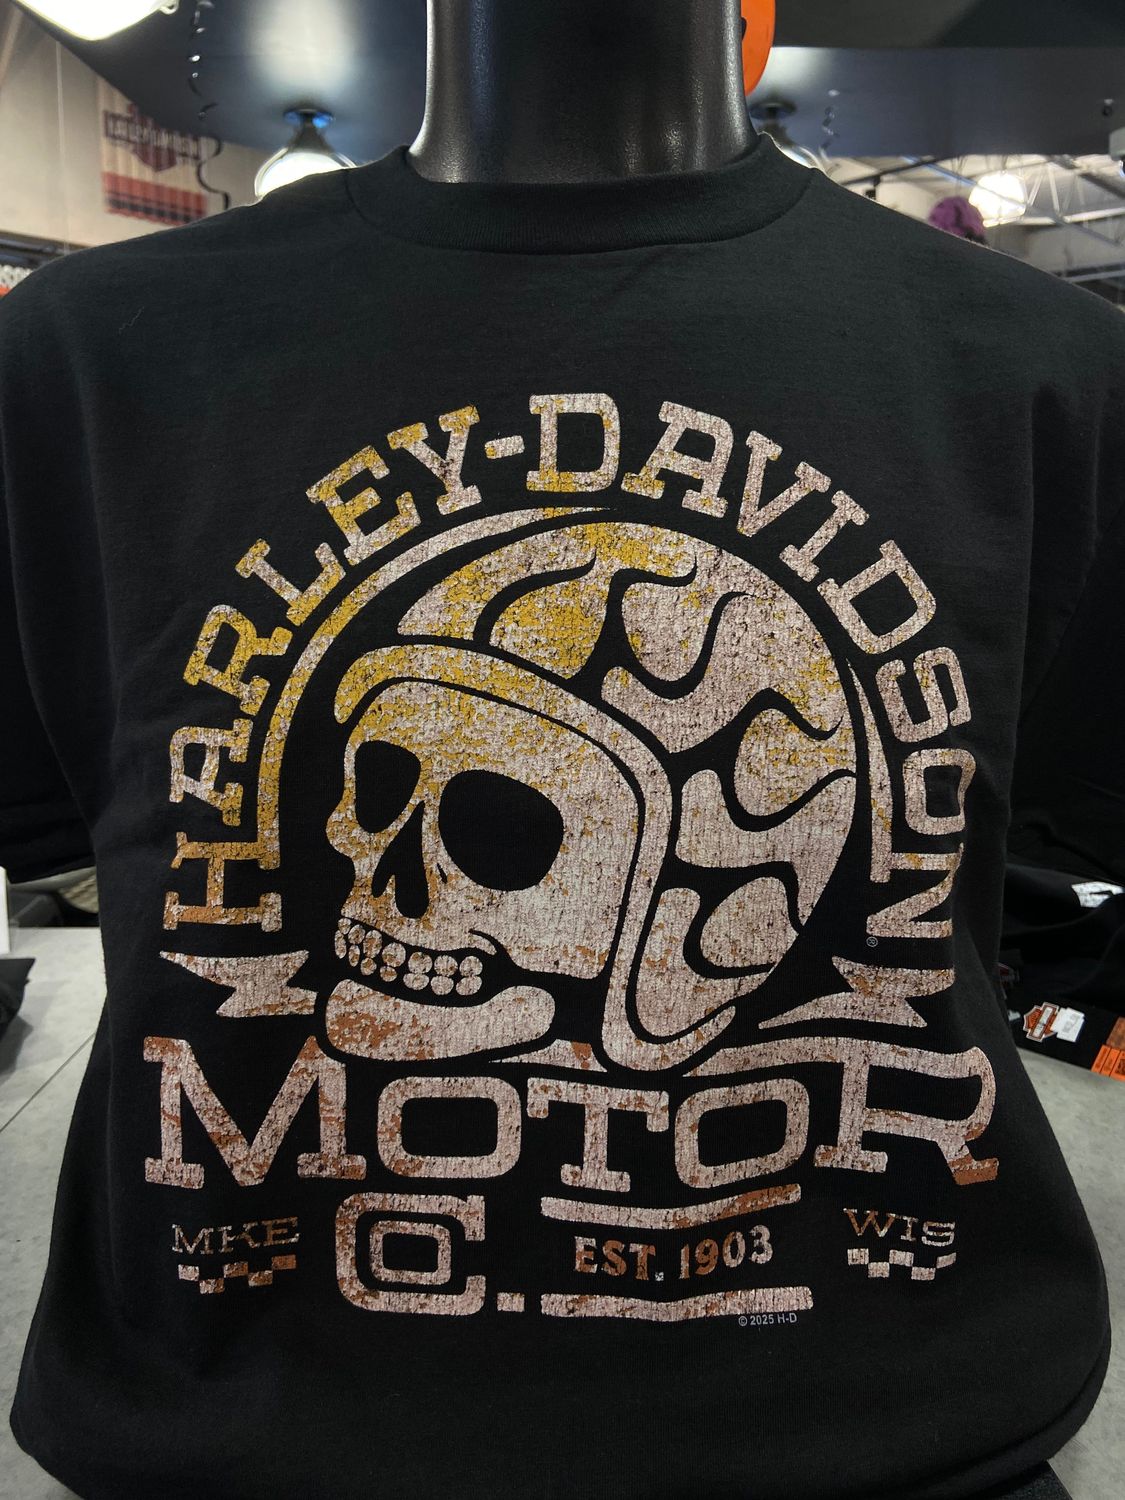 HARLEY-DAVIDSON
®
MOTOR
MKE
CO.
EST. 1903
WIS
© 2025 H-D